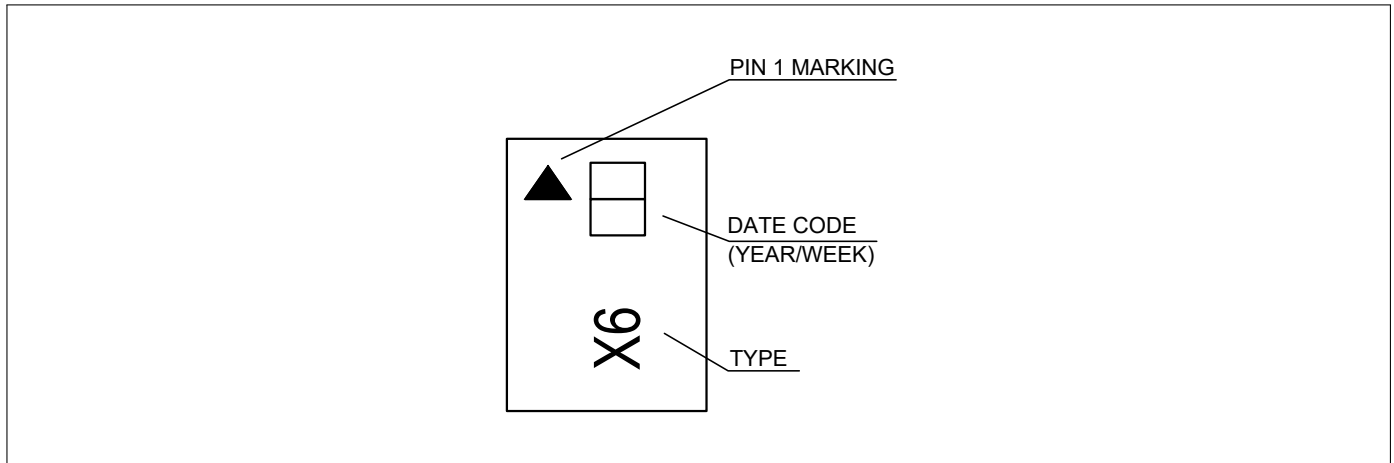 PIN 1 MARKING
DATE CODE
(YEAR/WEEK)
X6
TYPE